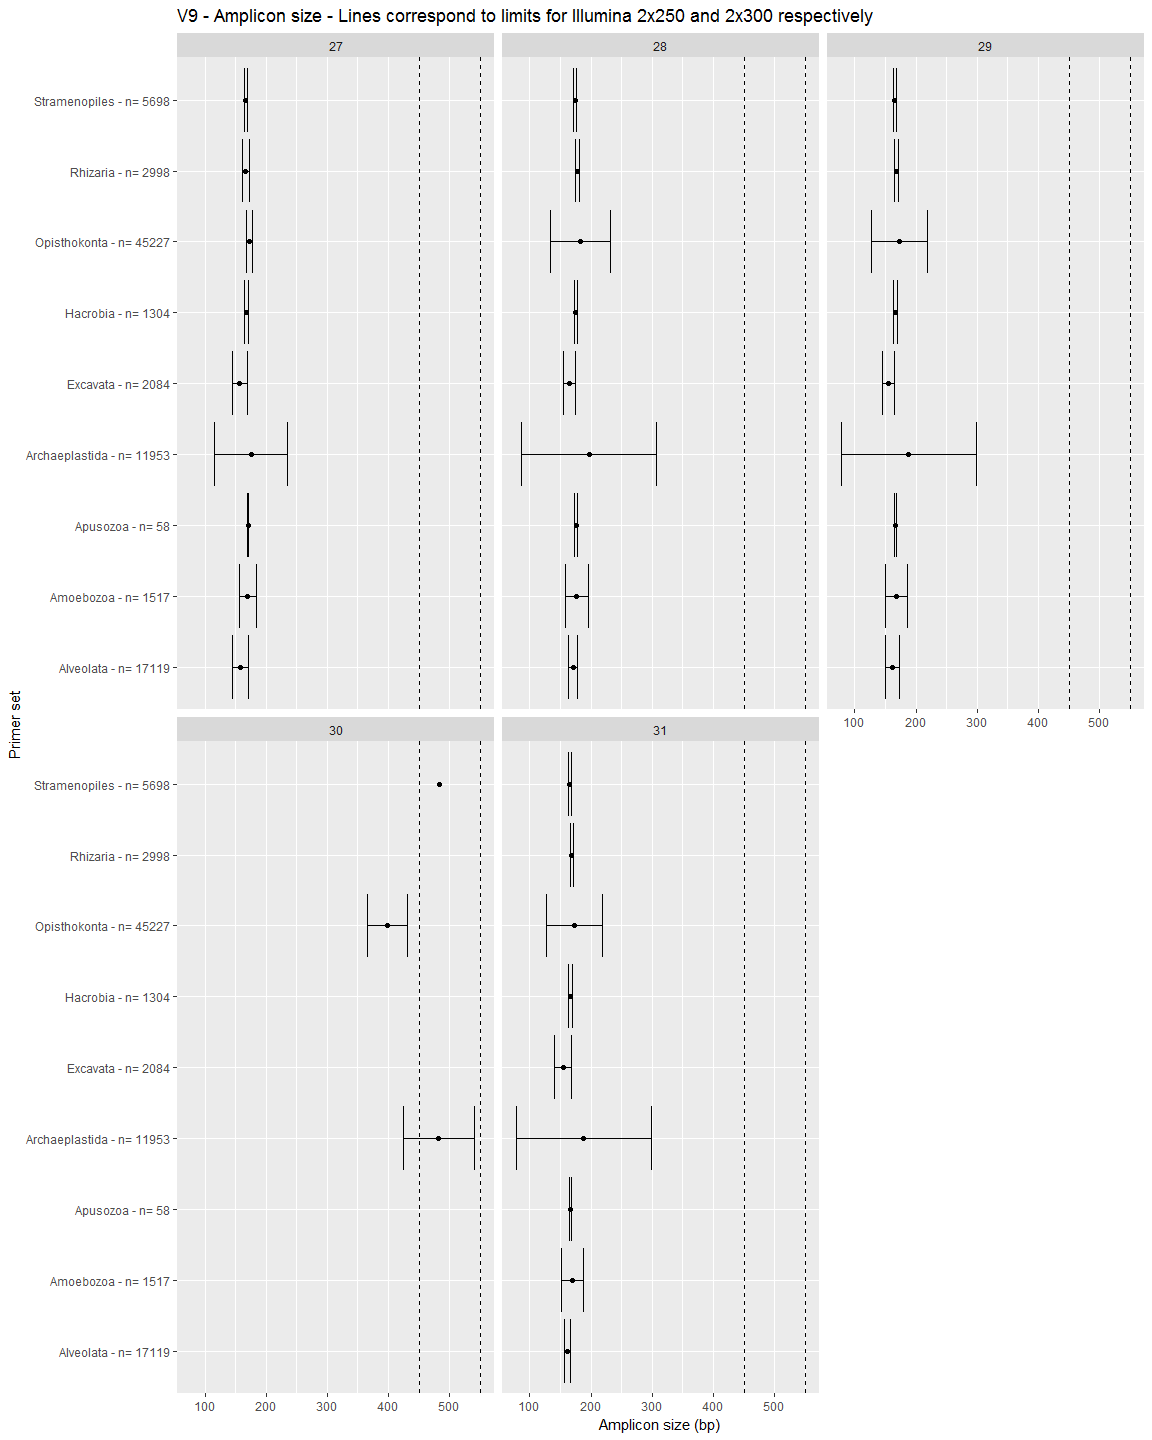 V9 - Amplicon size - Lines correspond to limits for Illumina 2x250 and 2x300 respectively
27
28
29
Stramenopiles - n= 5698
Rhizaria - n= 2998
Opisthokonta - n= 45227
Hacrobia - n= 1304
Excavata - n= 2084
Archaeplastida - n= 11953
Apusozoa - n= 58
Amoebozoa - n= 1517
Alveolata - n= 17119
100 200 300 400 500
Primer set
30
31
Stramenopiles - n= 5698
Rhizaria - n= 2998
Opisthokonta - n= 45227
Hacrobia - n= 1304
Excavata - n= 2084
Archaeplastida - n= 11953
Apusozoa - n= 58
Amoebozoa - n= 1517
Alveolata - n= 17119
100 200 300 400 500
100 200 300 400 500
Amplicon size (bp)